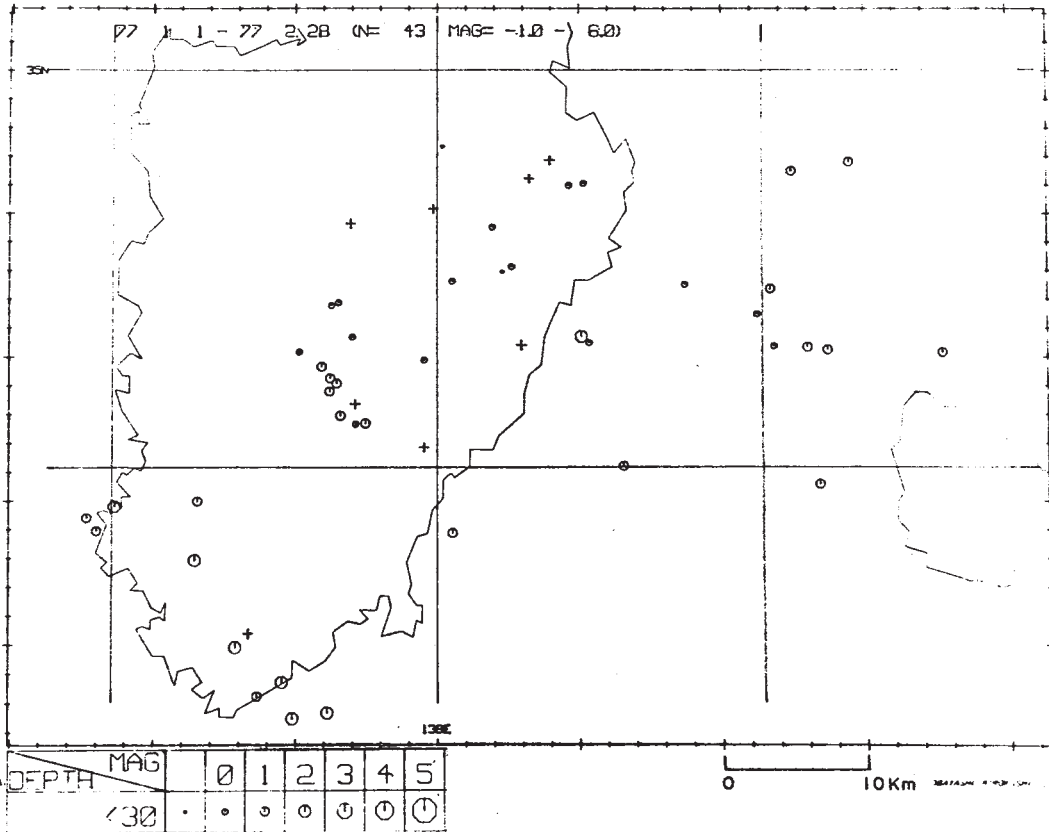 77 1 1 - 77 2.28 (N= 43 MAG= -1.0 - 6.0)
35N
138E
MAG 0 1 2 3 4 5
DEPTH
<30
0 10Km